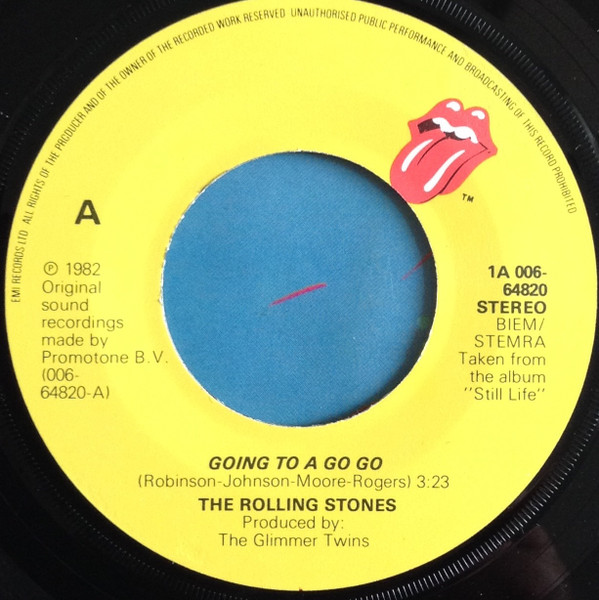 EMI RECORDS LTD ALL RIGHTS OF THE PRODUCER AND OF THE OWNER OF THE RECORDED WORK RESERVED UNAUTHORISED PUBLIC PERFORMANCE AND BROADCASTING OF THIS RECORD PROHIBITED
TM
A
℗ 1982
Original
sound
recordings
made by
Promotone B.V.
(006-
64820-A)
1A 006-
64820
STEREO
BIEM/
STEMRA
Taken from
the album
"Still Life"
GOING TO A GO GO
(Robinson-Johnson-Moore-Rogers) 3:23
THE ROLLING STONES
Produced by:
The Glimmer Twins